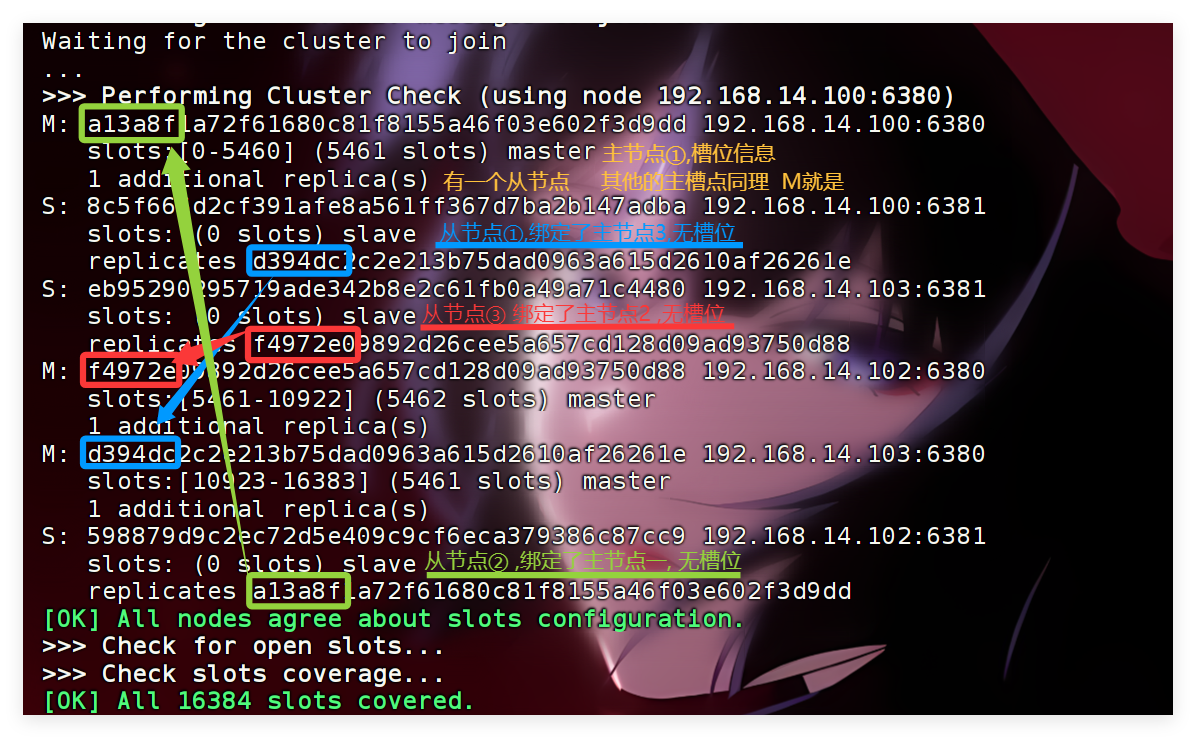 Waiting for the cluster to join
...
>>> Performing Cluster Check (using node 192.168.14.100:6380)
M: a13a8f1a72f61680c81f8155a46f03e602f3d9dd 192.168.14.100:6380
slots:[0-5460] (5461 slots) master 主节点①,槽位信息
1 additional replica(s) 有一个从节点 其他的主槽点同理 M就是
S: 8c5f661d2cf391afe8a561ff367d7ba2b147adba 192.168.14.100:6381
slots: (0 slots) slave 从节点①,绑定了主节点3,无槽位
replicates d394dc2c2e213b75dad0963a615d2610af26261e
S: eb95290295719ade342b8e2c61fb0a49a71c4480 192.168.14.103:6381
slots: (0 slots) slave 从节点③ 绑定了主节点2 ,无槽位
replicates f4972e09892d26cee5a657cd128d09ad93750d88
M: f4972e09892d26cee5a657cd128d09ad93750d88 192.168.14.102:6380
slots:[5461-10922] (5462 slots) master
1 additional replica(s)
M: d394dc2c2e213b75dad0963a615d2610af26261e 192.168.14.103:6380
slots:[10923-16383] (5461 slots) master
1 additional replica(s)
S: 598879d9c2ec72d5e409c9cf6eca379386c87cc9 192.168.14.102:6381
slots: (0 slots) slave 从节点② ,绑定了主节点一, 无槽位
replicates a13a8f1a72f61680c81f8155a46f03e602f3d9dd
[OK] All nodes agree about slots configuration.
>>> Check for open slots...
>>> Check slots coverage...
[OK] All 16384 slots covered.